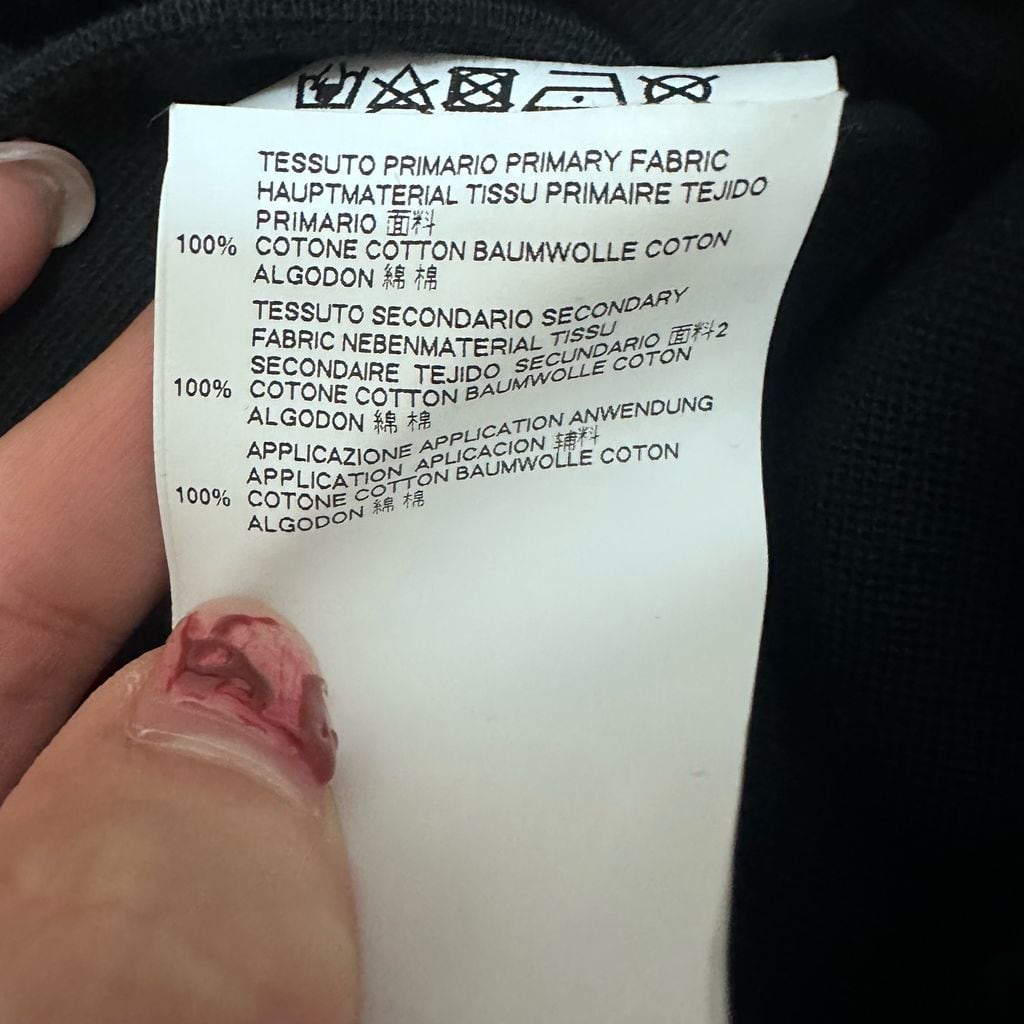 TESSUTO PRIMARIO PRIMARY FABRIC
HAUPTMATERIAL TISSU PRIMAIRE TEJIDO
PRIMARIO 面料
100% COTONE COTTON BAUMWOLLE COTON
ALGODON 綿 棉
TESSUTO SECONDARIO SECONDARY
FABRIC NEBENMATERIAL TISSU
SECONDAIRE TEJIDO SECUNDARIO 面料2
100% COTONE COTTON BAUMWOLLE COTON
ALGODON 綿 棉
APPLICAZIONE APPLICATION ANWENDUNG
APPLICATION APLICACION 辅料
100% COTONE COTTON BAUMWOLLE COTON
ALGODON 綿 棉